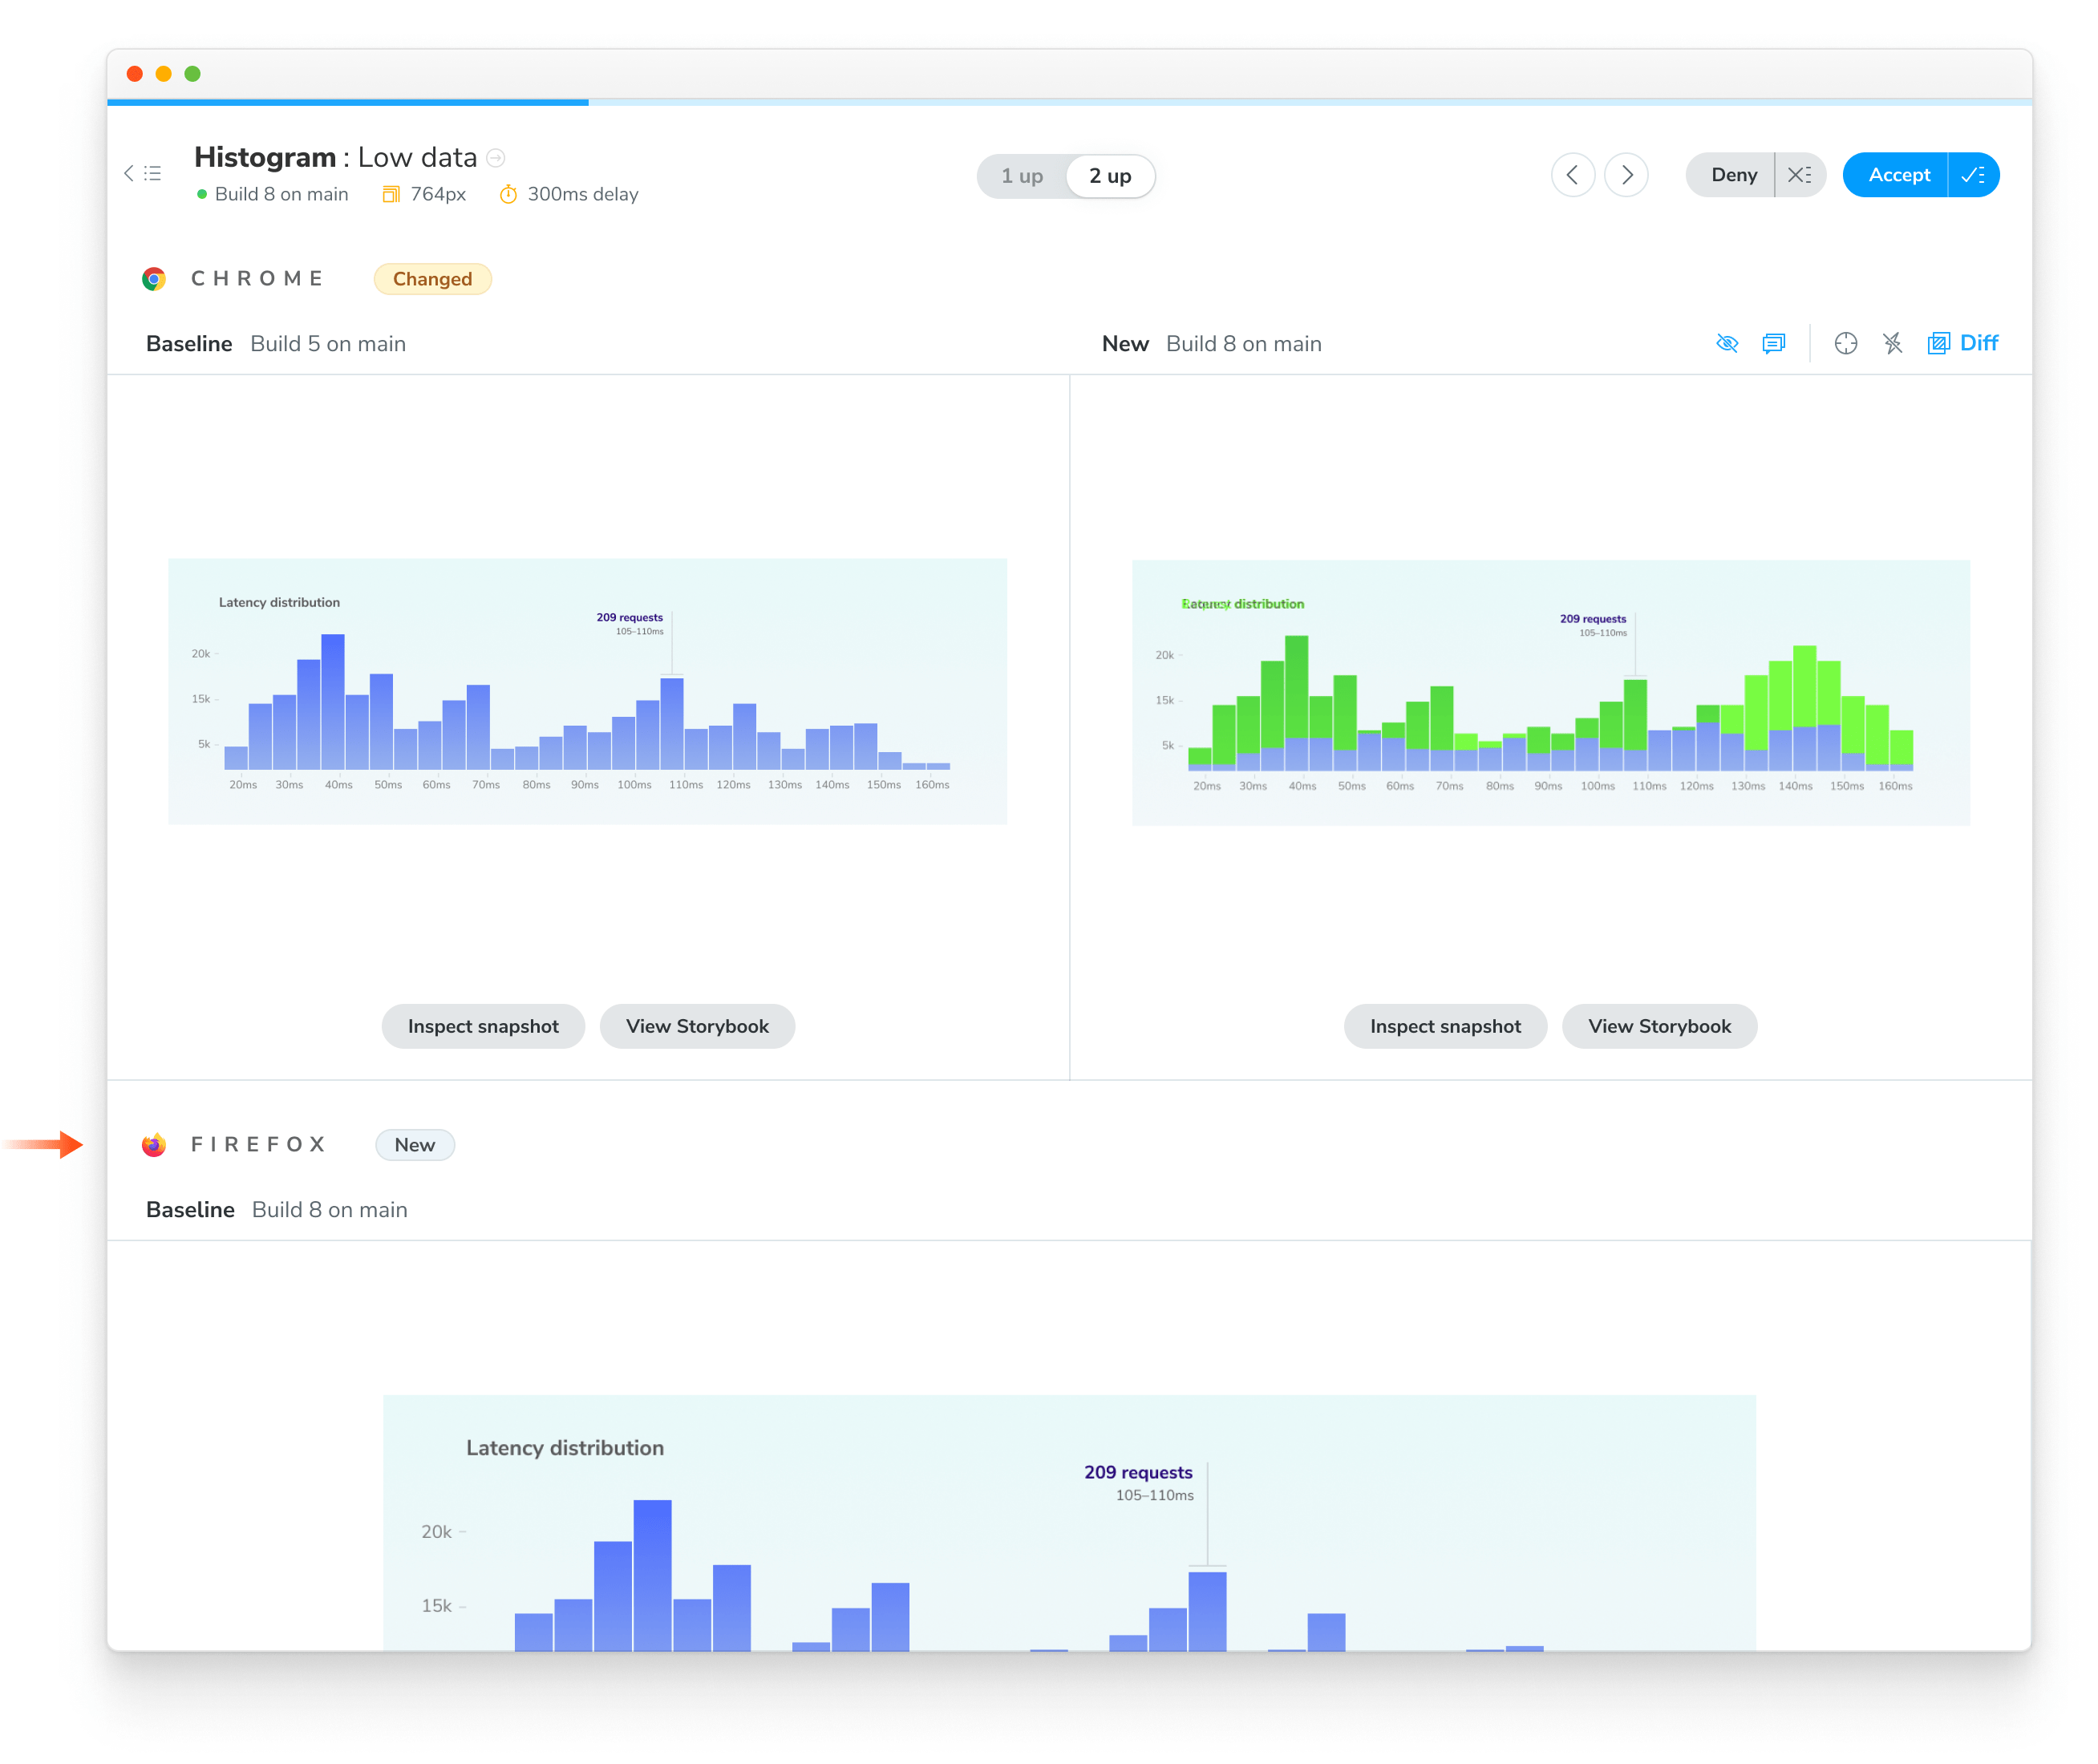 Histogram : Low data
Build 8 on main 764px 300ms delay
1 up 2 up
Deny Accept
CHROME Changed
Baseline Build 5 on main
New Build 8 on main
Diff
Latency distribution
209 requests
105–110ms
20k
15k
5k
20ms 30ms 40ms 50ms 60ms 70ms 80ms 90ms 100ms 110ms 120ms 130ms 140ms 150ms 160ms
distribution
209 requests
105–110ms
20k
15k
5k
20ms 30ms 40ms 50ms 60ms 70ms 80ms 90ms 100ms 110ms 120ms 130ms 140ms 150ms 160ms
Inspect snapshot View Storybook
Inspect snapshot View Storybook
FIREFOX New
Baseline Build 8 on main
Latency distribution
209 requests
105–110ms
20k
15k